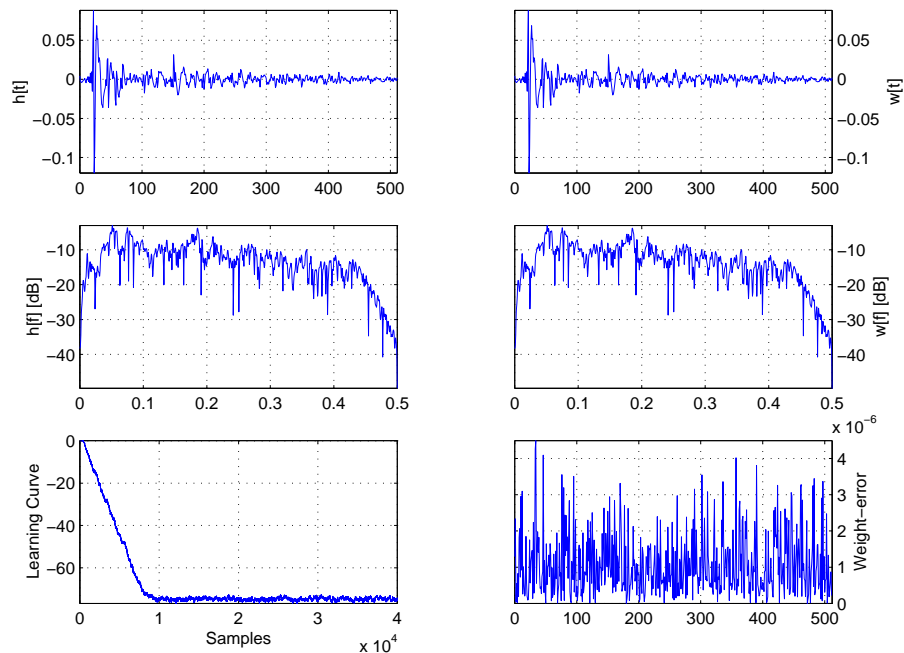 0.05
0
−0.05
−0.1
h[t]
0 100 200 300 400 500
0.05
0
−0.05
−0.1
w[t]
0 100 200 300 400 500
−10
−20
−30
−40
h[f] [dB]
0 0.1 0.2 0.3 0.4 0.5
−10
−20
−30
−40
w[f] [dB]
0 0.1 0.2 0.3 0.4 0.5
0
−20
−40
−60
Learning Curve
0 1 2 3 4
Samples
x 10⁴
x 10⁻⁶
4
3
2
1
0
Weight−error
0 100 200 300 400 500